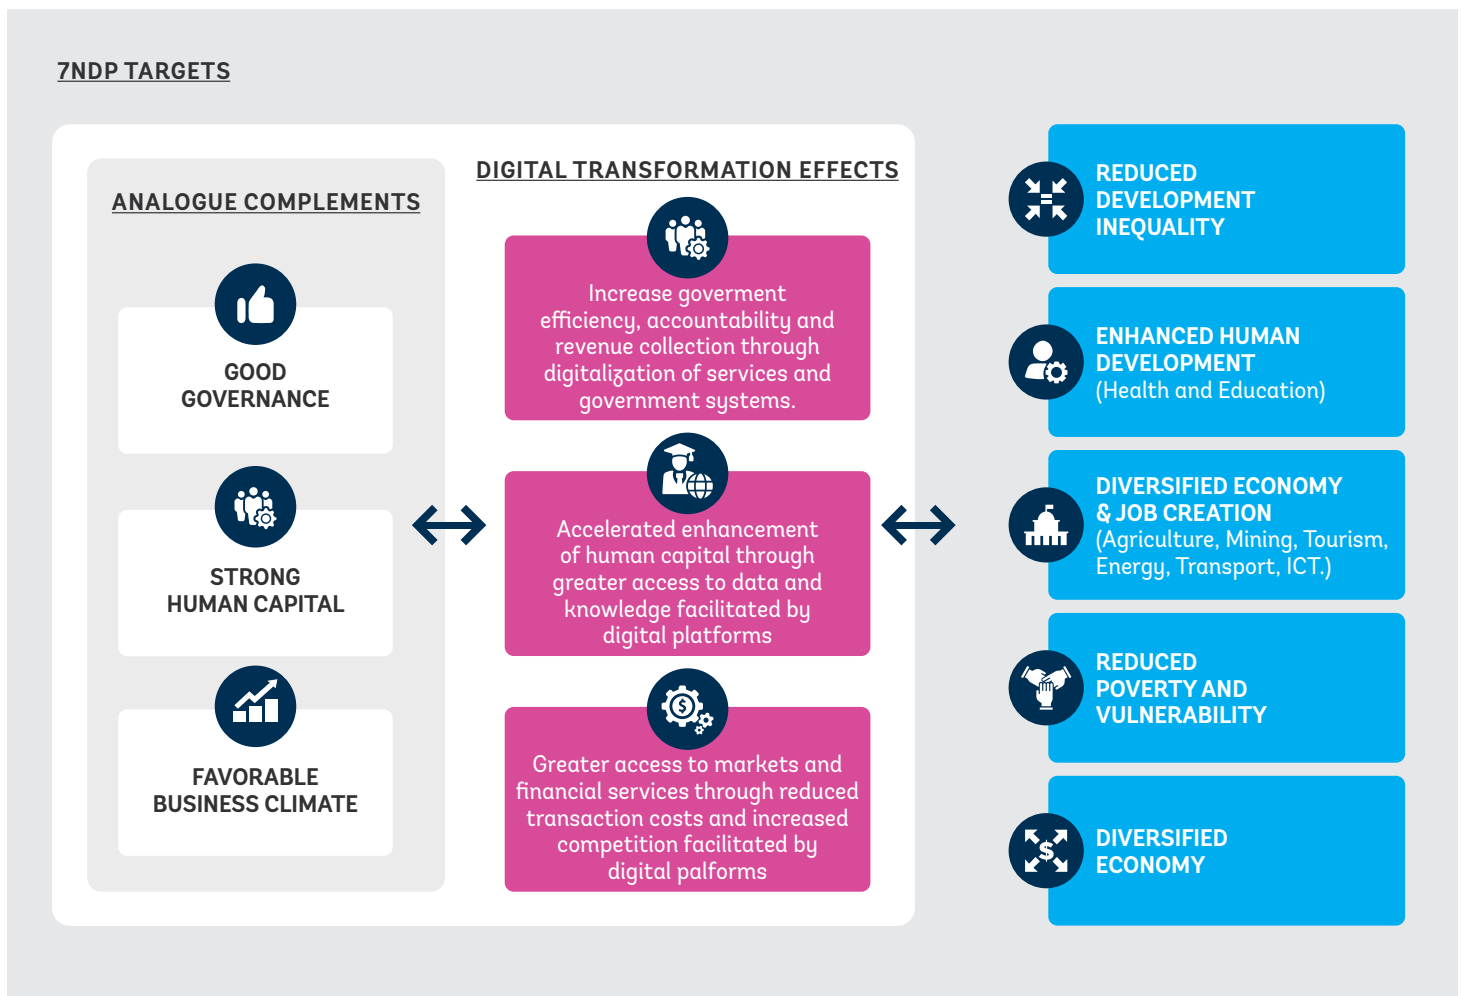 7NDP TARGETS
ANALOGUE COMPLEMENTS
GOOD
GOVERNANCE
STRONG
HUMAN CAPITAL
FAVORABLE
BUSINESS CLIMATE
DIGITAL TRANSFORMATION EFFECTS
Increase goverment
efficiency, accountability and
revenue collection through
digitalization of services and
government systems.
Accelerated enhancement
of human capital through
greater access to data and
knowledge facilitated by
digital platforms
$
Greater access to markets and
financial services through reduced
transaction costs and increased
competition facilitated by
digital palforms
REDUCED
DEVELOPMENT
INEQUALITY
ENHANCED HUMAN
DEVELOPMENT
(Health and Education)
DIVERSIFIED ECONOMY
& JOB CREATION
(Agriculture, Mining, Tourism,
Energy, Transport, ICT.)
REDUCED
POVERTY AND
VULNERABILITY
$
DIVERSIFIED
ECONOMY